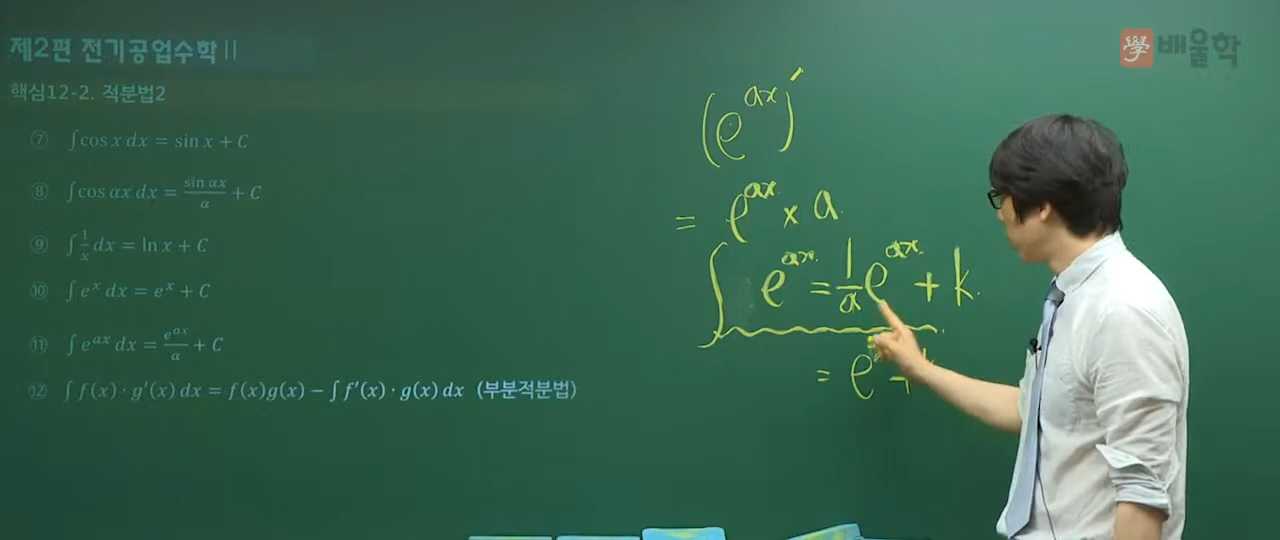 제2편 전기공업수학 II
핵심12-2. 적분법2
⑦ ∫cos x dx = sin x + C
⑧ ∫cos ax dx = sin ax / a + C
⑨ ∫1/x dx = ln x + C
⑩ ∫e^x dx = e^x + C
⑪ ∫e^ax dx = e^ax / a + C
⑫ ∫f(x)·g′(x) dx = f(x)g(x) − ∫f′(x)·g(x) dx (부분적분법)
學 배울학
(e^ax)′
= e^ax × a
∫ e^ax = 1/a e^ax + k
= e